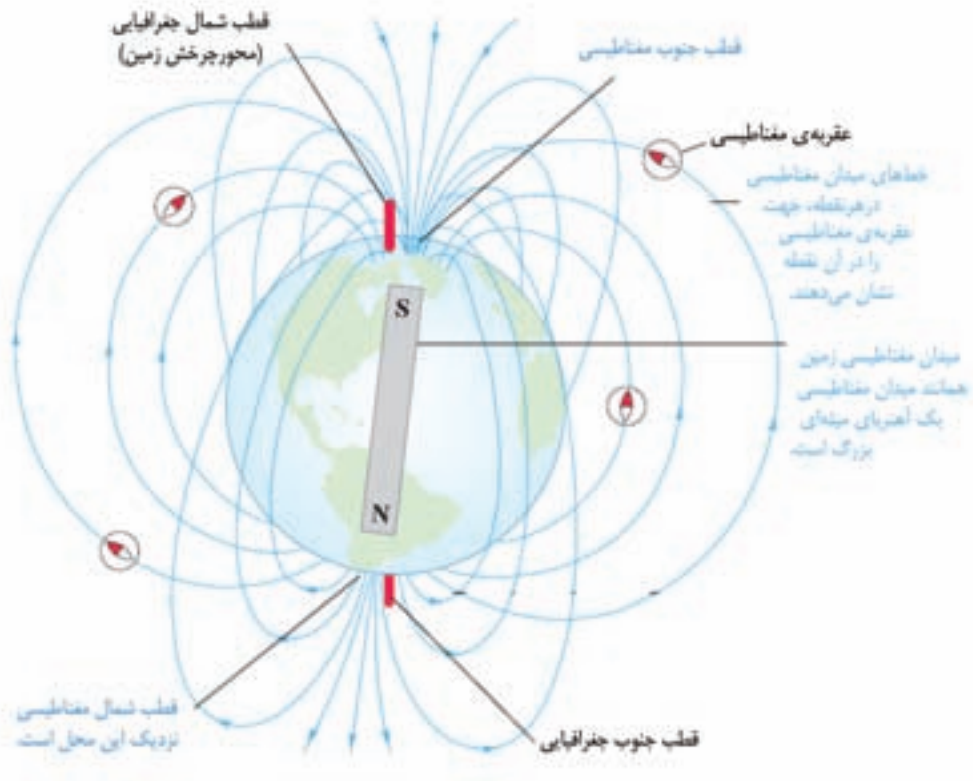 قطب شمال جغرافیایی
(محور چرخش زمین)
قطب جنوب مغناطیسی
عقربه‌ی مغناطیسی
خط‌های میدان مغناطیسی
در هر نقطه، جهت
عقربه‌ی مغناطیسی
را در آن نقطه
نشان می‌دهند.
S
میدان مغناطیسی زمین
همانند میدان مغناطیسی
یک آهنربای میله‌ای
بزرگ است.
N
قطب شمال مغناطیسی
نزدیک این محل است.
قطب جنوب جغرافیایی